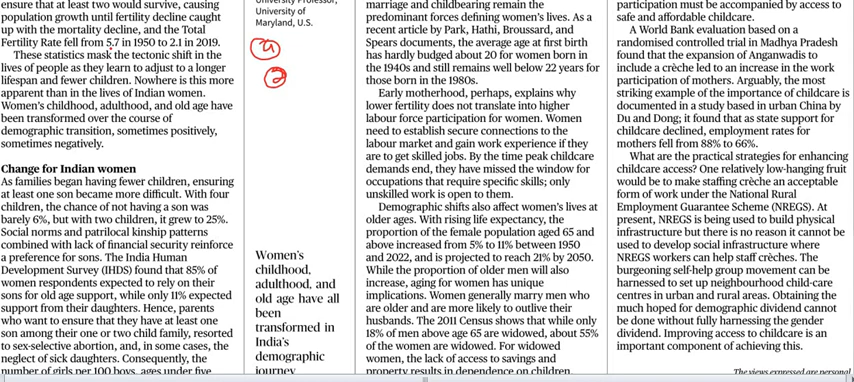 ensure that at least two would survive, causing
population growth until fertility decline caught
up with the mortality decline, and the Total
Fertility Rate fell from 5.7 in 1950 to 2.1 in 2019.
These statistics mask the tectonic shift in the
lives of people as they learn to adjust to a longer
lifespan and fewer children. Nowhere is this more
apparent than in the lives of Indian women.
Women's childhood, adulthood, and old age have
been transformed over the course of
demographic transition, sometimes positively,
sometimes negatively.
Change for Indian women
As families began having fewer children, ensuring
at least one son became more difficult. With four
children, the chance of not having a son was
barely 6%, but with two children, it grew to 25%.
Social norms and patrilocal kinship patterns
combined with lack of financial security reinforce
a preference for sons. The India Human
Development Survey (IHDS) found that 85% of
women respondents expected to rely on their
sons for old age support, while only 11% expected
support from their daughters. Hence, parents
who want to ensure that they have at least one
son among their one or two child family, resorted
to sex-selective abortion, and, in some cases, the
neglect of sick daughters. Consequently, the
number of girls per 100 boys, ages under five
University Professor,
University of
Maryland, U.S.
Women's
childhood,
adulthood, and
old age have all
been
transformed in
India's
demographic
journey
marriage and childbearing remain the
predominant forces defining women's lives. As a
recent article by Park, Hathi, Broussard, and
Spears documents, the average age at first birth
has hardly budged about 20 for women born in
the 1940s and still remains well below 22 years for
those born in the 1980s.
Early motherhood, perhaps, explains why
lower fertility does not translate into higher
labour force participation for women. Women
need to establish secure connections to the
labour market and gain work experience if they
are to get skilled jobs. By the time peak childcare
demands end, they have missed the window for
occupations that require specific skills; only
unskilled work is open to them.
Demographic shifts also affect women's lives at
older ages. With rising life expectancy, the
proportion of the female population aged 65 and
above increased from 5% to 11% between 1950
and 2022, and is projected to reach 21% by 2050.
While the proportion of older men will also
increase, aging for women has unique
implications. Women generally marry men who
are older and are more likely to outlive their
husbands. The 2011 Census shows that while only
18% of men above age 65 are widowed, about 55%
of the women are widowed. For widowed
women, the lack of access to savings and
property results in dependence on children,
participation must be accompanied by access to
safe and affordable childcare.
A World Bank evaluation based on a
randomised controlled trial in Madhya Pradesh
found that the expansion of Anganwadis to
include a crèche led to an increase in the work
participation of mothers. Arguably, the most
striking example of the importance of childcare is
documented in a study based in urban China by
Du and Dong; it found that as state support for
childcare declined, employment rates for
mothers fell from 88% to 66%.
What are the practical strategies for enhancing
childcare access? One relatively low-hanging fruit
would be to make staffing crèche an acceptable
form of work under the National Rural
Employment Guarantee Scheme (NREGS). At
present, NREGS is being used to build physical
infrastructure but there is no reason it cannot be
used to develop social infrastructure where
NREGS workers can help staff crèches. The
burgeoning self-help group movement can be
harnessed to set up neighbourhood child-care
centres in urban and rural areas. Obtaining the
much hoped for demographic dividend cannot
be done without fully harnessing the gender
dividend. Improving access to childcare is an
important component of achieving this.
The views expressed are personal